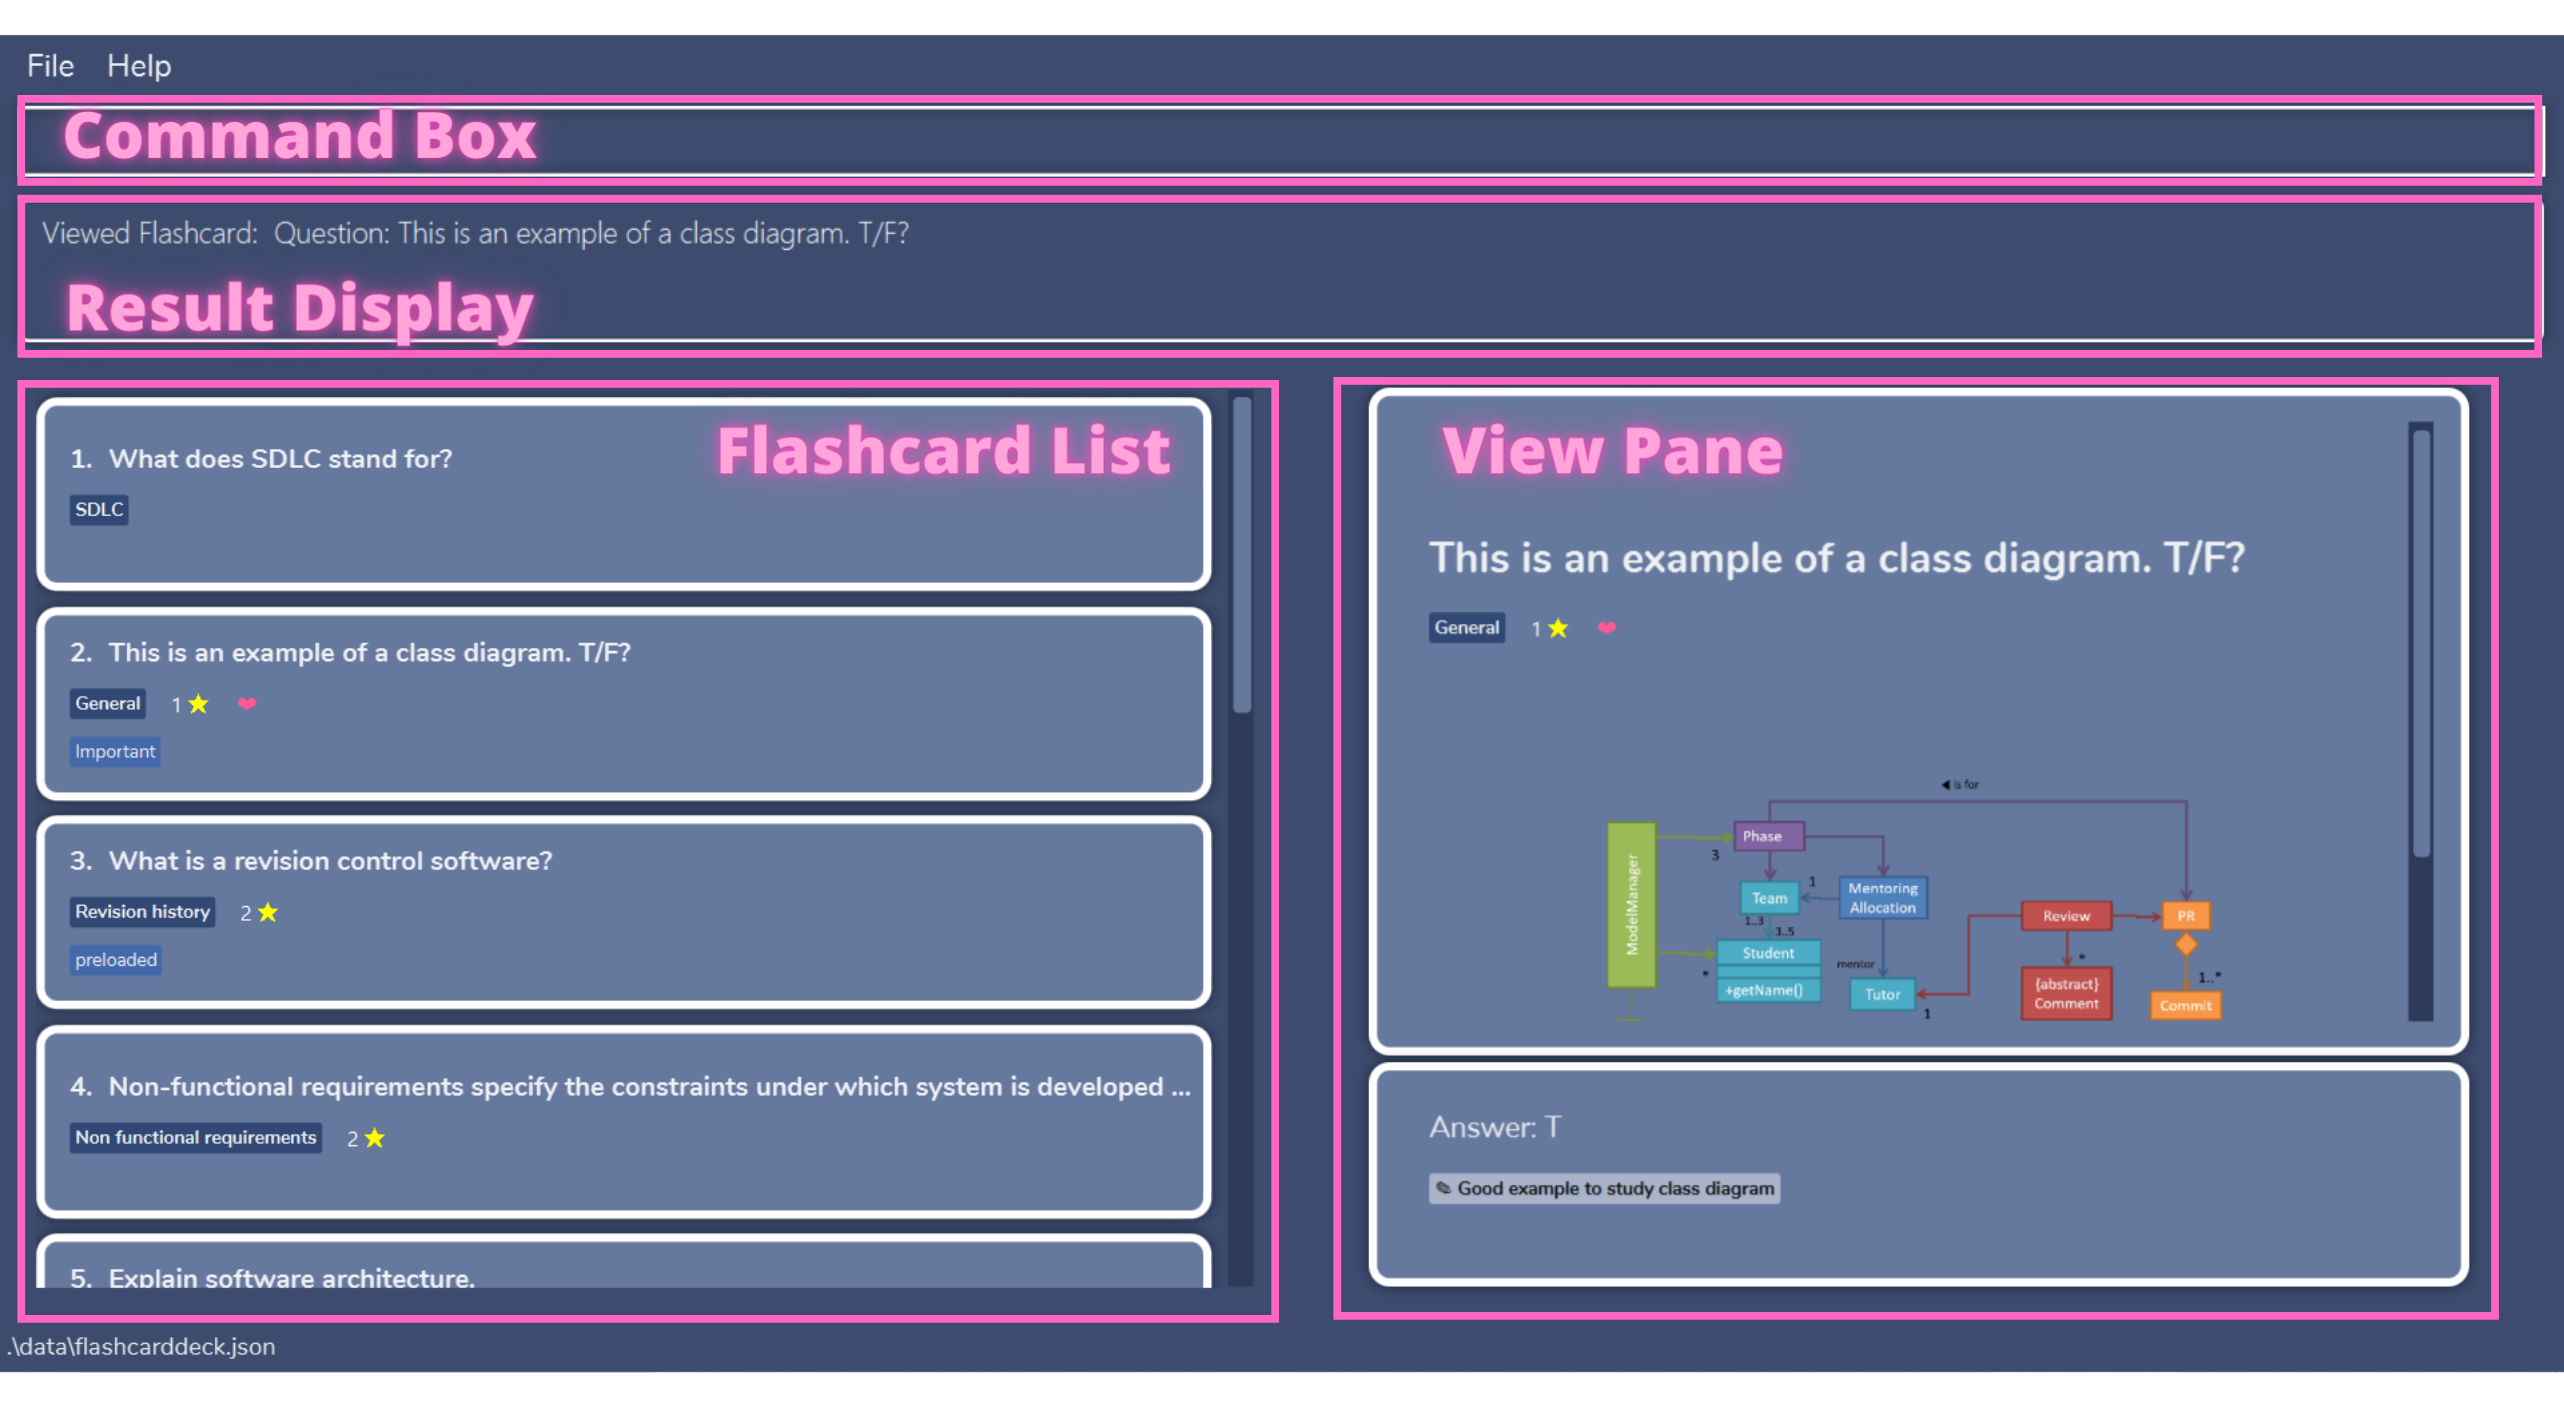 File Help
Command Box
Viewed Flashcard: Question: This is an example of a class diagram. T/F?
Result Display
Flashcard List
1. What does SDLC stand for?
SDLC
2. This is an example of a class diagram. T/F?
General 1
Important
3. What is a revision control software?
Revision history 2
preloaded
4. Non-functional requirements specify the constraints under which system is developed ...
Non functional requirements 2
5. Explain software architecture.
View Pane
This is an example of a class diagram. T/F?
General 1
◀ is for
ModelManager
Phase
3
Team
1
Mentoring
Allocation
1..3
3..5
Student
*
+getName()
mentor
Tutor
1
Review
*
{abstract}
Comment
PR
1..*
Commit
Answer: T
✎ Good example to study class diagram
.\data\flashcarddeck.json